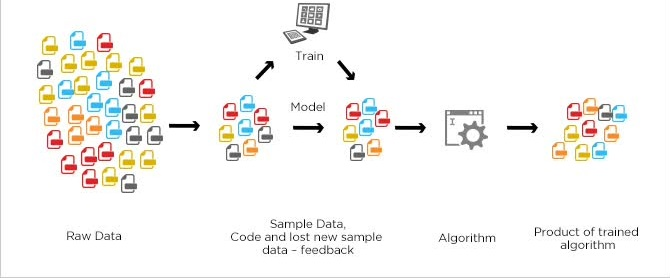 Train
Model
Raw Data
Sample Data,
Code and lost new sample
data – feedback
Algorithm
Product of trained
algorithm